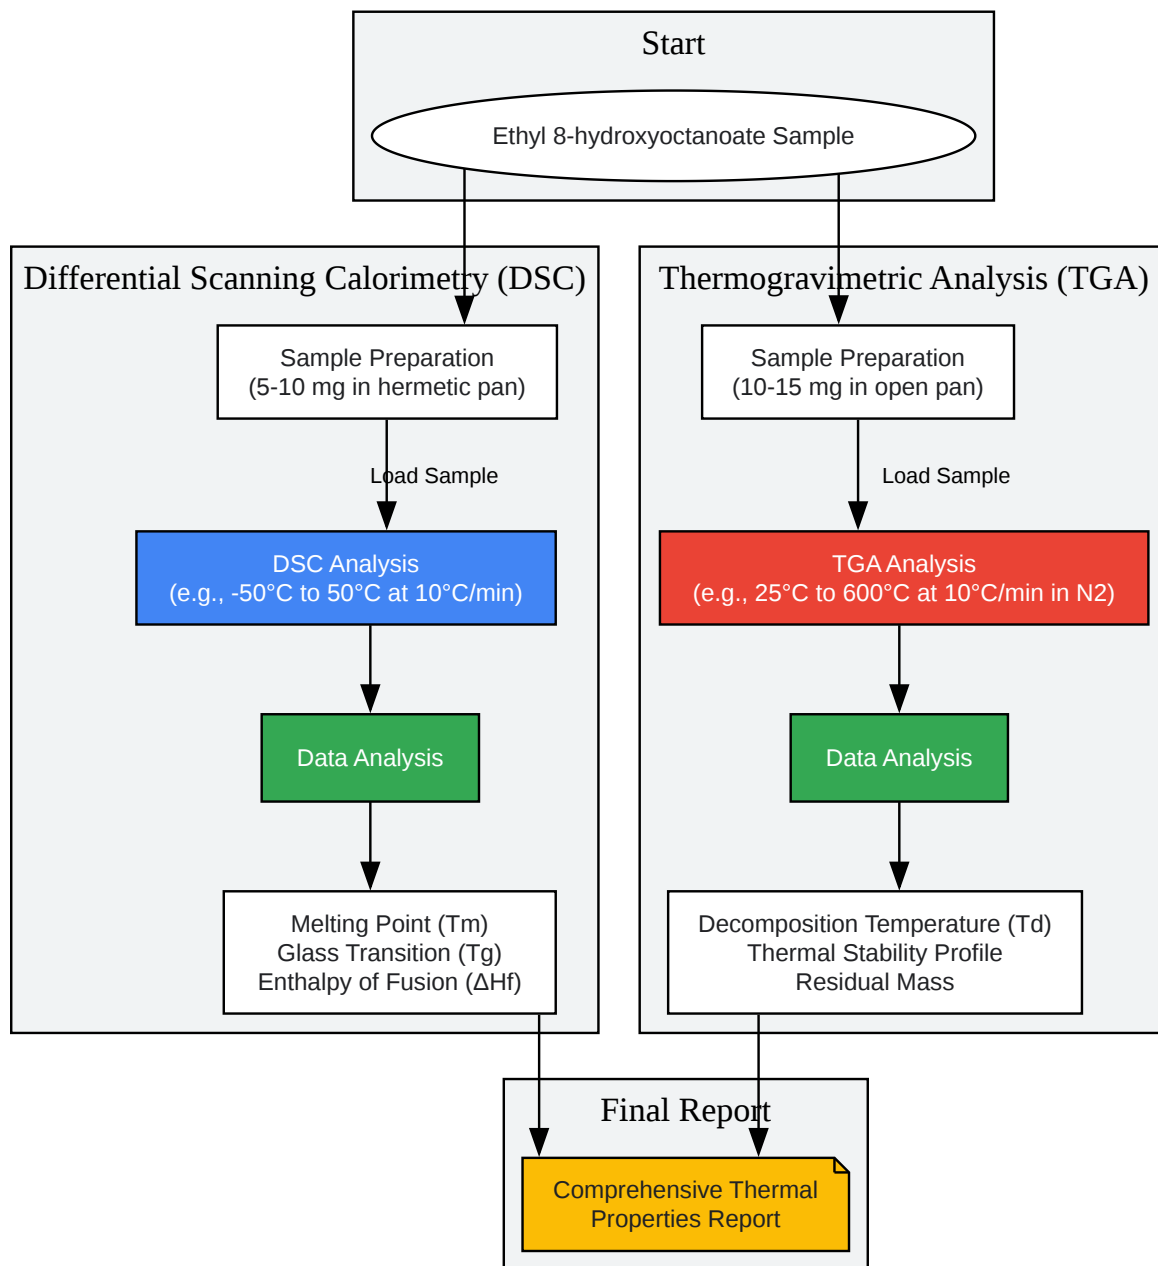 Start
Ethyl 8-hydroxyoctanoate Sample
Differential Scanning Calorimetry (DSC)
Sample Preparation
(5-10 mg in hermetic pan)
Load Sample
DSC Analysis
(e.g., -50°C to 50°C at 10°C/min)
Data Analysis
Melting Point (Tm)
Glass Transition (Tg)
Enthalpy of Fusion (ΔHf)
Thermogravimetric Analysis (TGA)
Sample Preparation
(10-15 mg in open pan)
Load Sample
TGA Analysis
(e.g., 25°C to 600°C at 10°C/min in N2)
Data Analysis
Decomposition Temperature (Td)
Thermal Stability Profile
Residual Mass
Final Report
Comprehensive Thermal
Properties Report